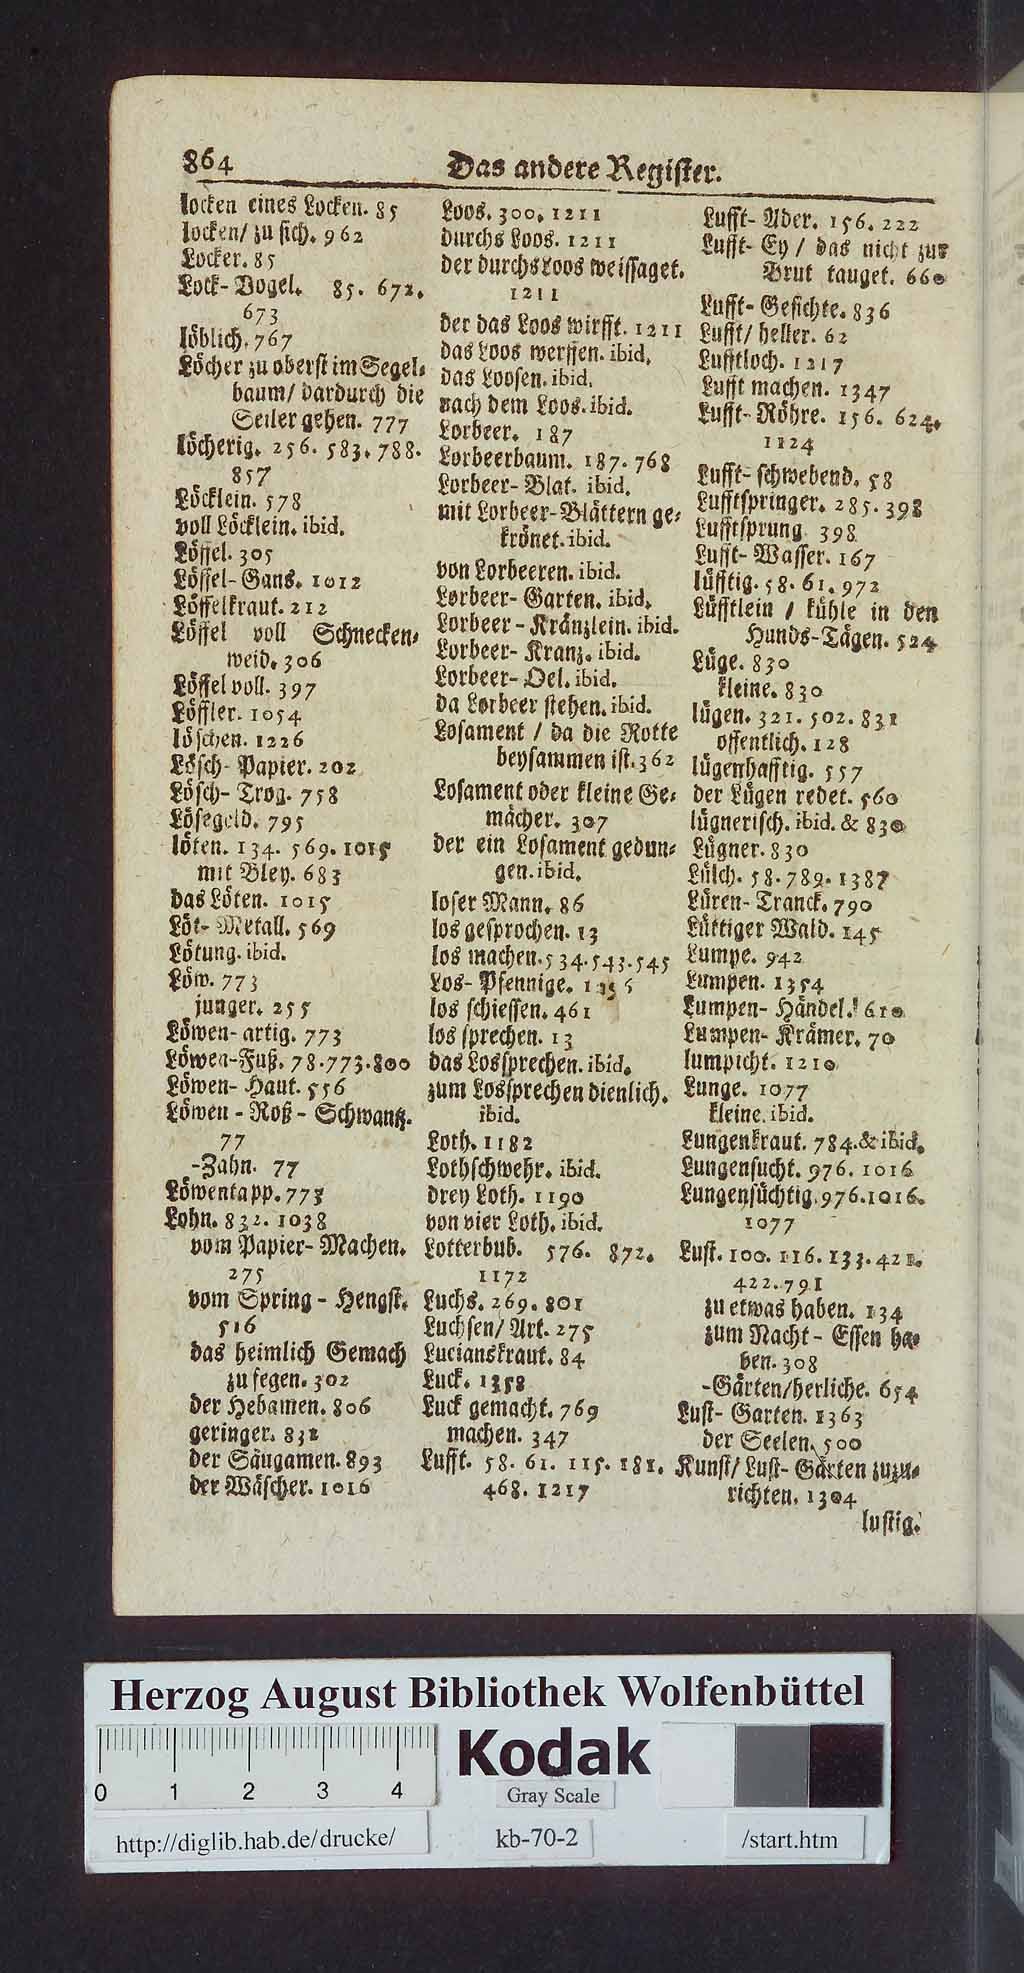 864
Das andere Register.
locken eines Locken. 85
locken/ zu sich. 962
Locker. 85
Lock-Vogel. 85. 672.
673
löblich. 767
Löcher zu oberst im Segel-
baum/ dardurch die
Seiler gehen. 777
löcherig. 256. 583. 788.
857
Löcklein. 578
voll Löcklein. ibid.
Löffel. 305
Löffel-Gans. 1012
Löffelkraut. 212
Löffel voll Schnecken-
weid. 306
Löffel voll. 397
Löffler. 1054
löschen. 1226
Lösch-Papier. 202
Lösch-Trog. 758
Lösegeld. 795
löten. 134. 569. 1015
mit Bley. 683
das Löten. 1015
Löt-Metall. 569
Lötung. ibid.
Löw. 773
junger. 255
Löwen-artig. 773
Löwen-Fuß. 78. 773. 800
Löwen-Haut. 556
Löwen-Roß-Schwantz.
77
-Zahn. 77
Löwentapp. 773
Lohn. 832. 1038
vom Papier-Machen.
275
vom Spring-Hengst.
516
das heimlich Gemach
zu fegen. 302
der Hebamen. 806
geringer. 832
der Säugamen. 893
der Wäscher. 1016
Loos. 300. 1211
durchs Loos. 1211
der durchs Loos weissaget.
1211
der das Loos wirfft. 1211
das Loos werffen. ibid.
das Loosen. ibid.
nach dem Loos. ibid.
Lorbeer. 187
Lorbeerbaum. 187. 768
Lorbeer-Blat. ibid.
mit Lorbeer-Blättern ge-
krönet. ibid.
von Lorbeeren. ibid.
Lorbeer-Garten. ibid.
Lorbeer-Kränzlein. ibid.
Lorbeer-Kranz. ibid.
Lorbeer-Oel. ibid.
da Lorbeer stehen. ibid.
Losament / da die Rotte
beysammen ist. 362
Losament oder kleine Ge-
mächer. 307
der ein Losament gedun-
gen. ibid.
loser Mann. 86
los gesprochen. 13
los machen. 534. 543. 545
Los-Pfennige.
los schiessen. 461
los sprechen. 13
das Lossprechen. ibid.
zum Lossprechen dienlich.
ibid.
Loth. 1182
Lothschwehr. ibid.
drey Loth. 1190
von vier Loth. ibid.
Lotterbub. 576. 872.
1172
Luchs. 269. 801
Luchsen/ Art. 275
Lucianskraut. 84
Luck. 1358
Luck gemacht. 769
machen. 347
Lufft. 58. 61. 115. 181.
468. 1217
Lufft-Ader. 156. 222
Lufft-Ey / das nicht zur
Brut tauget. 660
Lufft-Gesichte. 836
Lufft/ heller. 62
Lufftloch. 1217
Lufft machen. 1347
Lufft-Röhre. 156. 624.
1124
Lufft-schwebend. 58
Lufftspringer. 285. 398
Lufftsprung 398
Lufft-Wasser. 167
lüfftig. 58. 61. 972
Lüfftlein / kühle in den
Hunds-Tägen. 524
Lüge. 830
kleine. 830
lügen. 321. 502. 831
offentlich. 128
lügenhafftig. 557
der Lügen redet. 560
lügnerisch. ibid. & 830
Lügner. 830
Lülch. 58. 789. 1387
Lüren-Tranck. 790
Lüttiger Wald. 145
Lumpe. 942
Lumpen. 1354
Lumpen-Händel. 610
Lumpen-Krämer. 70
lumpicht. 1210
Lunge. 1077
kleine. ibid.
Lungenkraut. 784. & ibid.
Lungensucht. 976. 1016
Lungensüchtig. 976. 1016.
1077
Lust. 100. 116. 133. 421.
422. 791
zu etwas haben. 134
zum Nacht-Essen ha-
ben. 308
-Gärten/ herliche. 654
Lust-Garten. 1363
der Seelen. 500
Kunst/ Lust-Gärten zuzu-
richten. 1304
lustig.
Herzog August Bibliothek Wolfenbüttel
0 1 2 3 4
Kodak
Gray Scale
http://diglib.hab.de/drucke/
kb-70-2
/start.htm